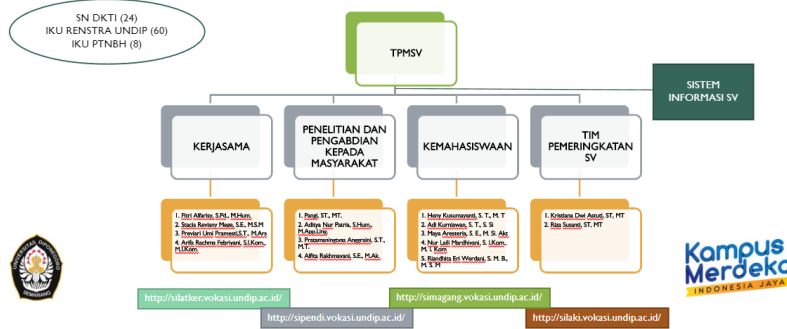 SN DKTI (24)
IKU RENSTRA UNDIP (60)
IKU PTNBH (8)
TPMSV
SISTEM
INFORMASI SV
KERJASAMA
PENELITIAN DAN
PENGABDIAN
KEPADA
MASYARAKAT
KEMAHASISWAAN
TIM
PEMERINGKATAN
SV
1. Fitri Alfarisy, S.Pd., M.Hum.
2. Stacia Reviany Mege, S.E., M.S.M
3. Previari Umi Pramesti,S.T., M.Ars
4. Arifa Rachma Febriyani, S.I.Kom.,
M.I.Kom.
1. Pangi, ST., MT.
2. Aditya Nur Patria, S.Hum.,
M.App.Ling.
3. Pratamaningtyas Anggraini, S.T.,
M.T.
4. Alfita Rakhmayani, S.E., M.Ak.
1. Heny Kusumayanti, S. T., M. T
2. Adi Kurniawan, S. T., S. Si
3. Maya Aresteria, S. E., M. Si. Akt
4. Nur Laili Mardhiyani, S. I.Kom.,
M. I. Kom
5. Riandhita Eri Werdani, S. M. B.,
M. S. M
1. Kristiana Dwi Astuti, ST, MT
2. Riza Susanti, ST, MT
UNIVERSITAS DIPONEGORO
SEMARANG
Kampus
Merdeka
INDONESIA JAYA
http://silatker.vokasi.undip.ac.id/
http://simagang.vokasi.undip.ac.id/
http://sipendi.vokasi.undip.ac.id/
http://silaki.vokasi.undip.ac.id/